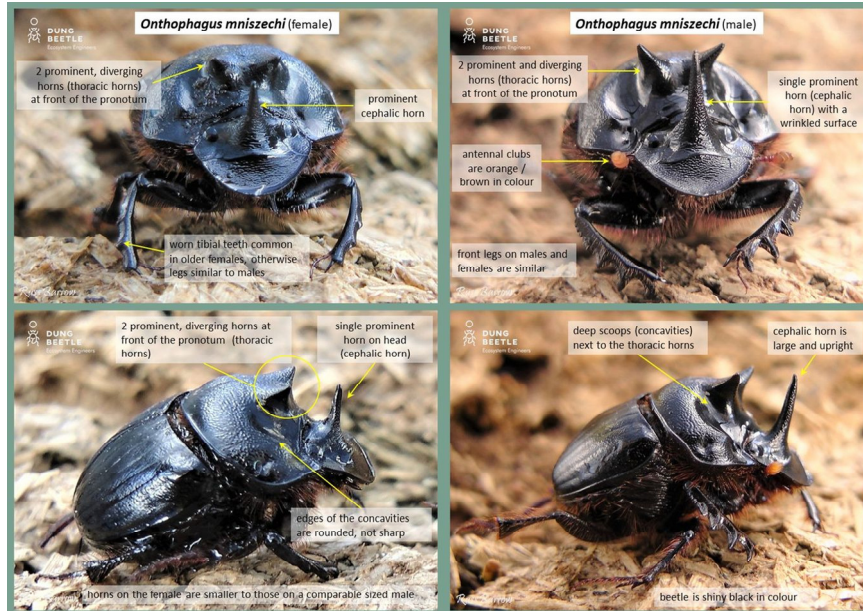 DUNG
BEETLE
Ecosystem Engineers
Onthophagus mniszechi (female)
2 prominent, diverging
horns (thoracic horns)
at front of the pronotum
prominent
cephalic horn
worn tibial teeth common
in older females, otherwise
legs similar to males
DUNG
BEETLE
Ecosystem Engineers
Onthophagus mniszechi (male)
2 prominent and diverging
horns (thoracic horns)
at front of the pronotum
single prominent
horn (cephalic
horn) with a
wrinkled surface
antennal clubs
are orange /
brown in colour
front legs on males and
females are similar
DUNG
BEETLE
Ecosystem Engineers
2 prominent, diverging horns at
front of the pronotum (thoracic
horns)
single prominent
horn on head
(cephalic horn)
edges of the concavities
are rounded, not sharp
horns on the female are smaller to those on a comparable sized male
DUNG
BEETLE
Ecosystem Engineers
deep scoops (concavities)
next to the thoracic horns
cephalic horn is
large and upright
beetle is shiny black in colour